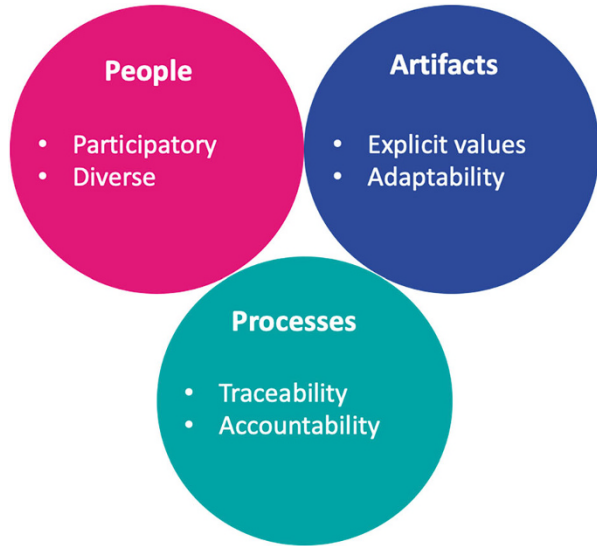 People
• Participatory
• Diverse
Artifacts
• Explicit values
• Adaptability
Processes
• Traceability
• Accountability